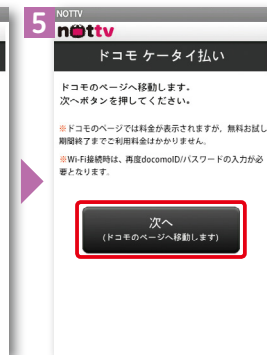 5
NOTTV
nottv
ドコモ ケータイ払い
ドコモのページへ移動します。
次へボタンを押してください。
※ドコモのページでは料金が表示されますが、無料お試し
期間終了までご利用料金はかかりません。
※Wi-Fi接続時は、再度docomoID/パスワードの入力が必
要となります。
次へ
(ドコモのページへ移動します)